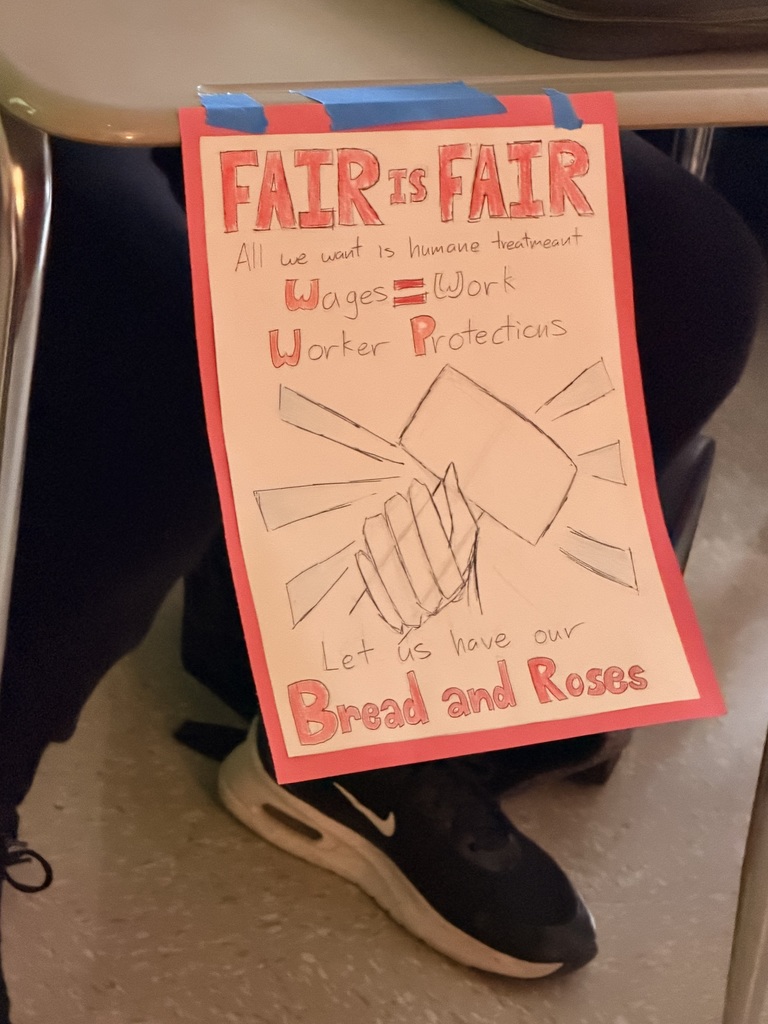 FAIR IS FAIR
All we want is humane treatmeant
Wages = Work
Worker Protections
Let us have our
Bread and Roses